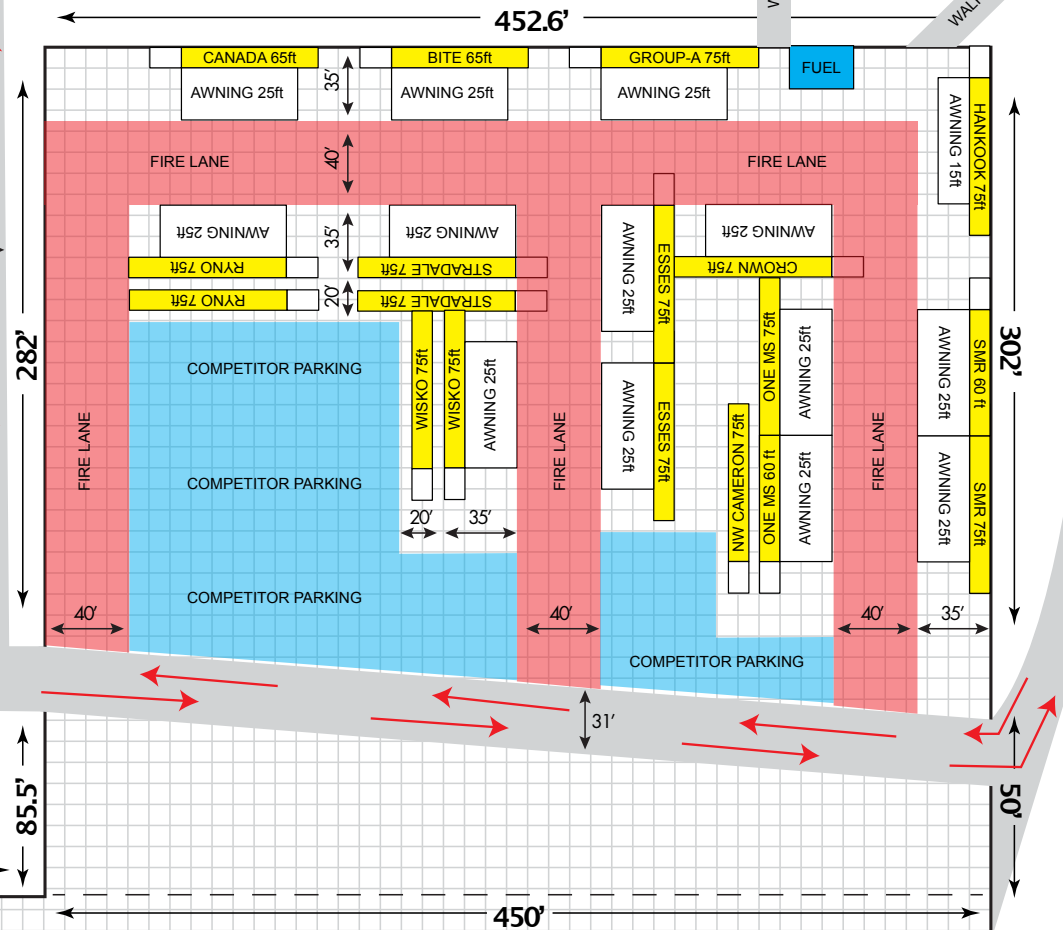 452.6’
W
WALK
CANADA 65ft
BITE 65ft
GROUP-A 75ft
FUEL
AWNING 25ft
35’
AWNING 25ft
AWNING 25ft
HANKOOK 75ft
AWNING 15ft
FIRE LANE
40’
FIRE LANE
AWNING 25ft
35’
AWNING 25ft
AWNING 25ft
ESSES 75ft
AWNING 25ft
RYNO 75ft
STRADALE 75ft
CROWN 75ft
RYNO 75ft
20’
STRADALE 75ft
282’
302’
COMPETITOR PARKING
WISKO 75ft
WISKO 75ft
AWNING 25ft
ONE MS 75ft
AWNING 25ft
AWNING 25ft
SMR 60 ft
FIRE LANE
FIRE LANE
AWNING 25ft
ESSES 75ft
FIRE LANE
COMPETITOR PARKING
NW CAMERON 75ft
ONE MS 60 ft
AWNING 25ft
AWNING 25ft
SMR 75ft
20’
35’
COMPETITOR PARKING
40’
40’
40’
35’
COMPETITOR PARKING
31’
85.5’
50’
450’